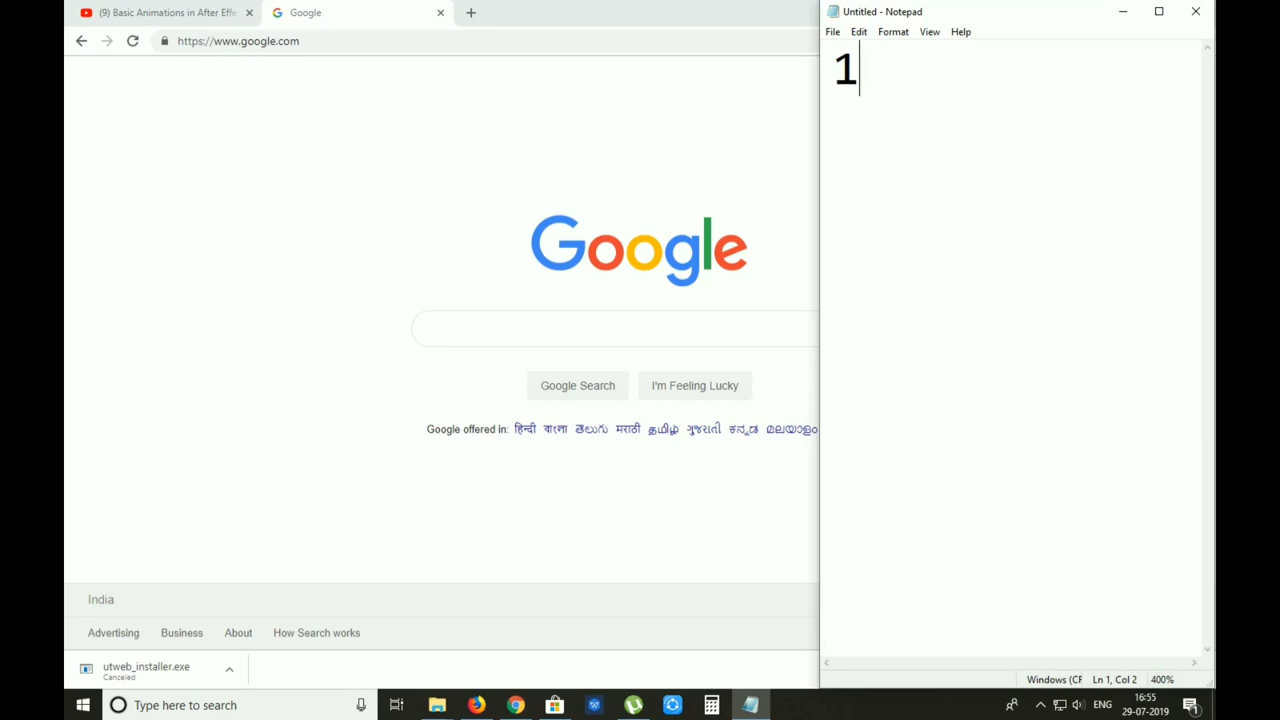 (9) Basic Animations in After Effe
Google
https://www.google.com
Untitled - Notepad
File Edit Format View Help
1
Google
Google Search
I'm Feeling Lucky
Google offered in: हिन्दी বাংলা తెలుగు मराठी தமிழ் ગુજરાતી ಕನ್ನಡ മലയാളം
India
Advertising Business About How Search works
utweb_installer.exe
Canceled
Windows (CF Ln 1, Col 2 400%
Type here to search
ENG
16:55
29-07-2019
1